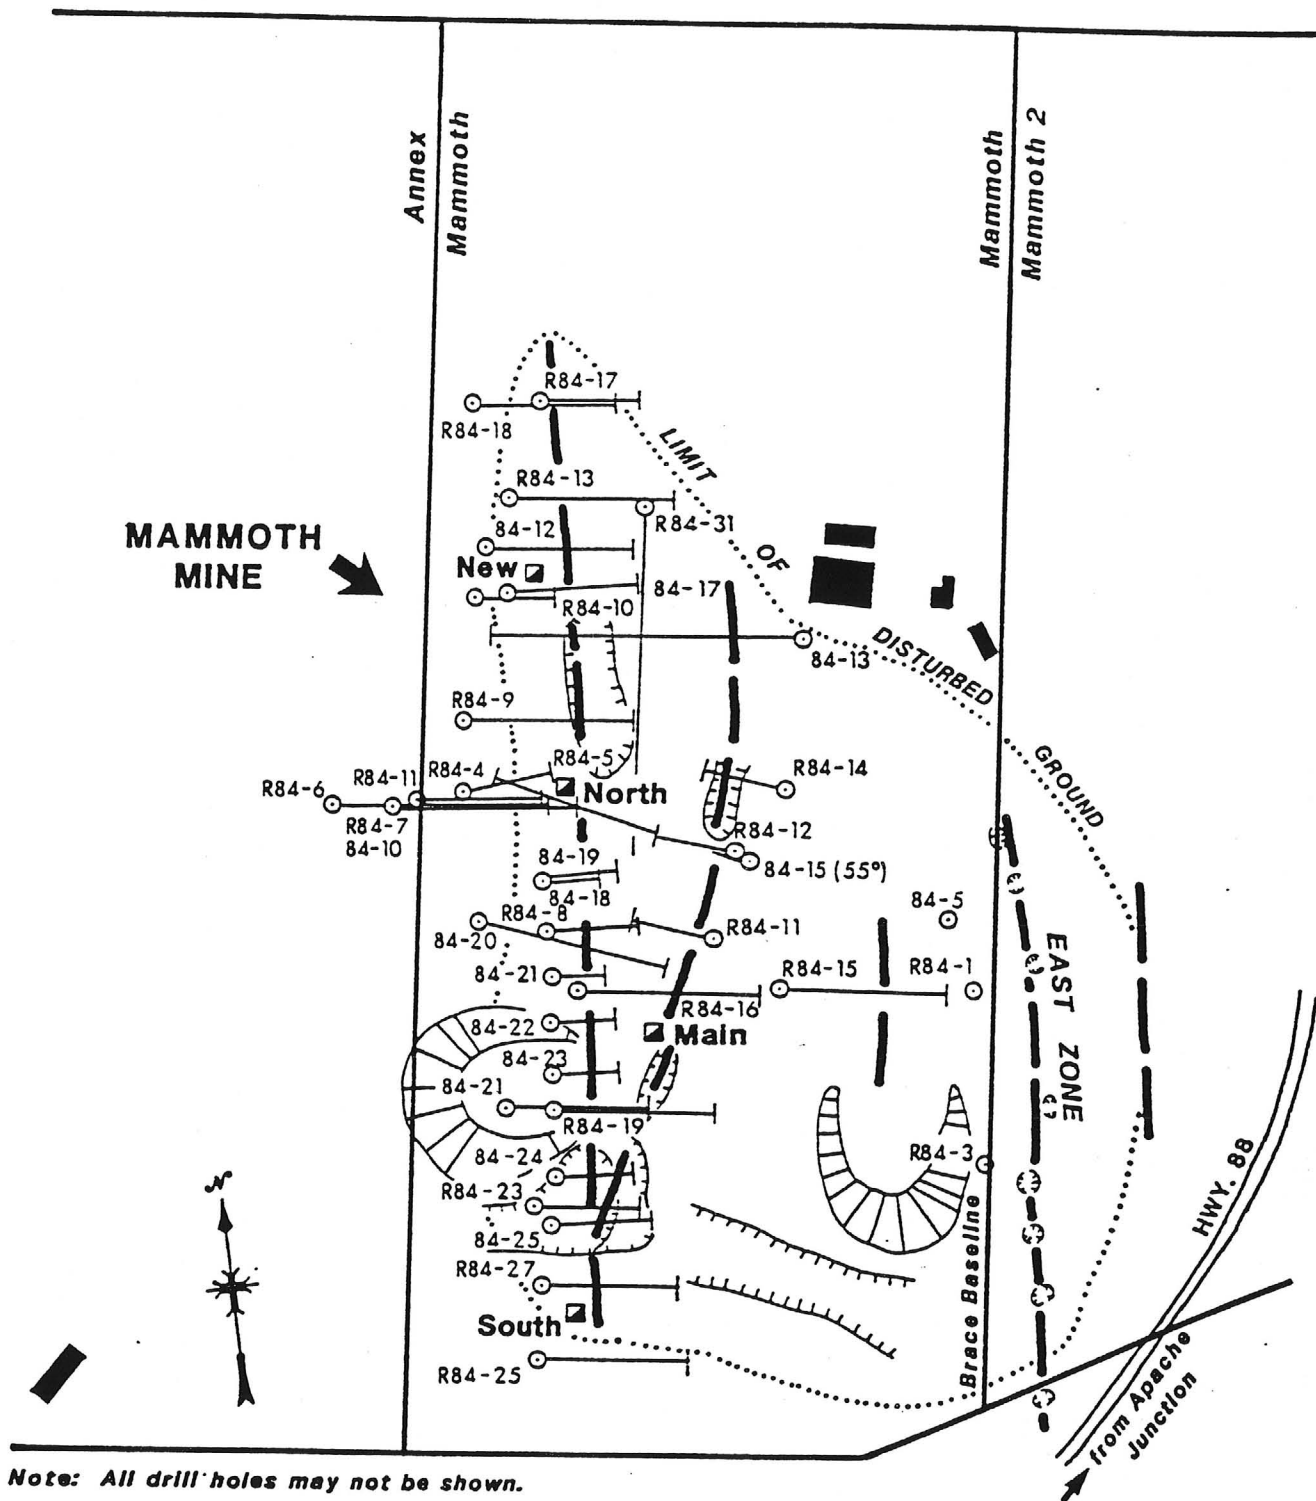 Annex
Mammoth
Mammoth
Mammoth 2
R84-17
R84-18
LIMIT OF DISTURBED GROUND
R84-13
R84-31
84-12
MAMMOTH
MINE
New
84-17
R84-10
84-13
R84-9
R84-5
R84-4
R84-11
R84-6
North
R84-14
R84-7
84-10
R84-12
84-19
84-15 (55°)
84-18
84-5
R84-8
84-20
R84-11
84-21
R84-15
R84-1
R84-16
EAST ZONE
84-22
Main
84-23
84-21
R84-19
84-24
R84-3
R84-23
84-25
R84-27
South
R84-25
Brace Baseline
HWY. 88
from Apache
Junction
N
Note: All drill holes may not be shown.